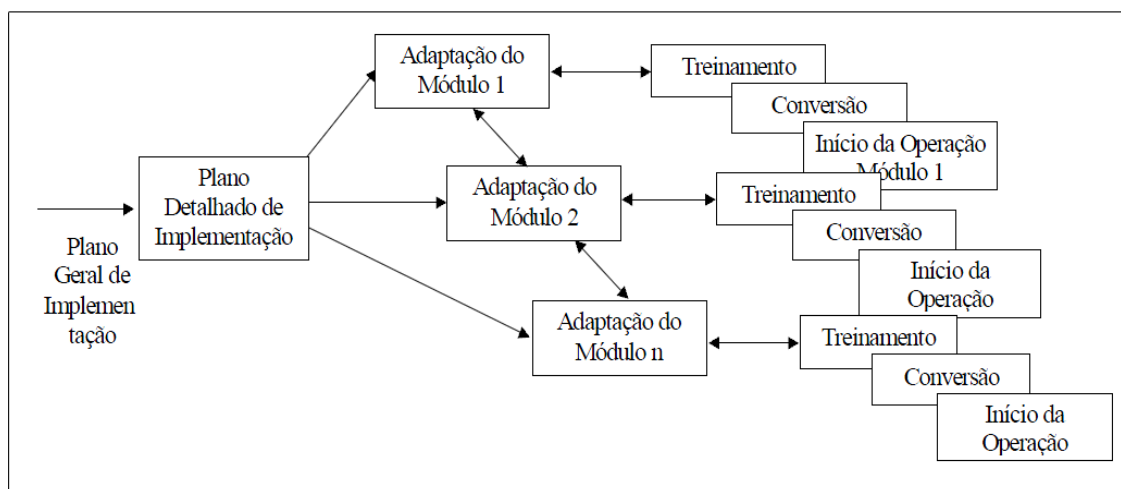 Plano
Geral de
Implemen
tação
Plano
Detalhado de
Implementação
Adaptação do
Módulo 1
Treinamento
Conversão
Início da Operação
Módulo 1
Adaptação do
Módulo 2
Treinamento
Conversão
Início da
Operação
Adaptação do
Módulo n
Treinamento
Conversão
Início da
Operação